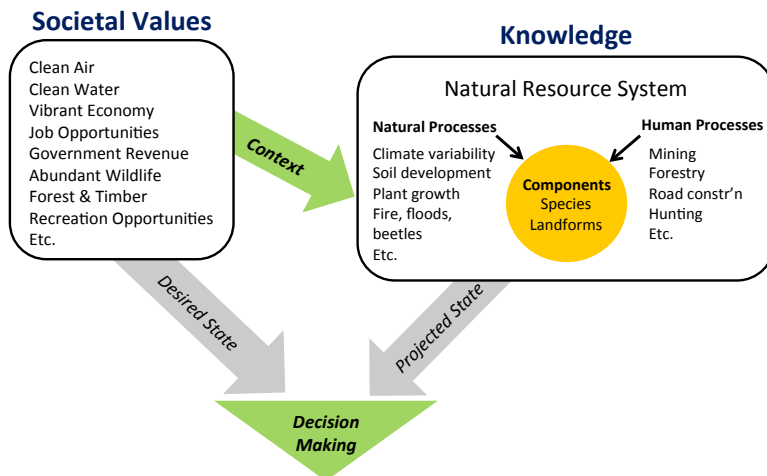 Societal Values
Clean Air
Clean Water
Vibrant Economy
Job Opportunities
Government Revenue
Abundant Wildlife
Forest & Timber
Recreation Opportunities
Etc.
Context
Knowledge
Natural Resource System
Natural Processes
Climate variability
Soil development
Plant growth
Fire, floods,
beetles
Etc.
Components
Species
Landforms
Human Processes
Mining
Forestry
Road constr'n
Hunting
Etc.
Desired State
Projected State
Decision
Making